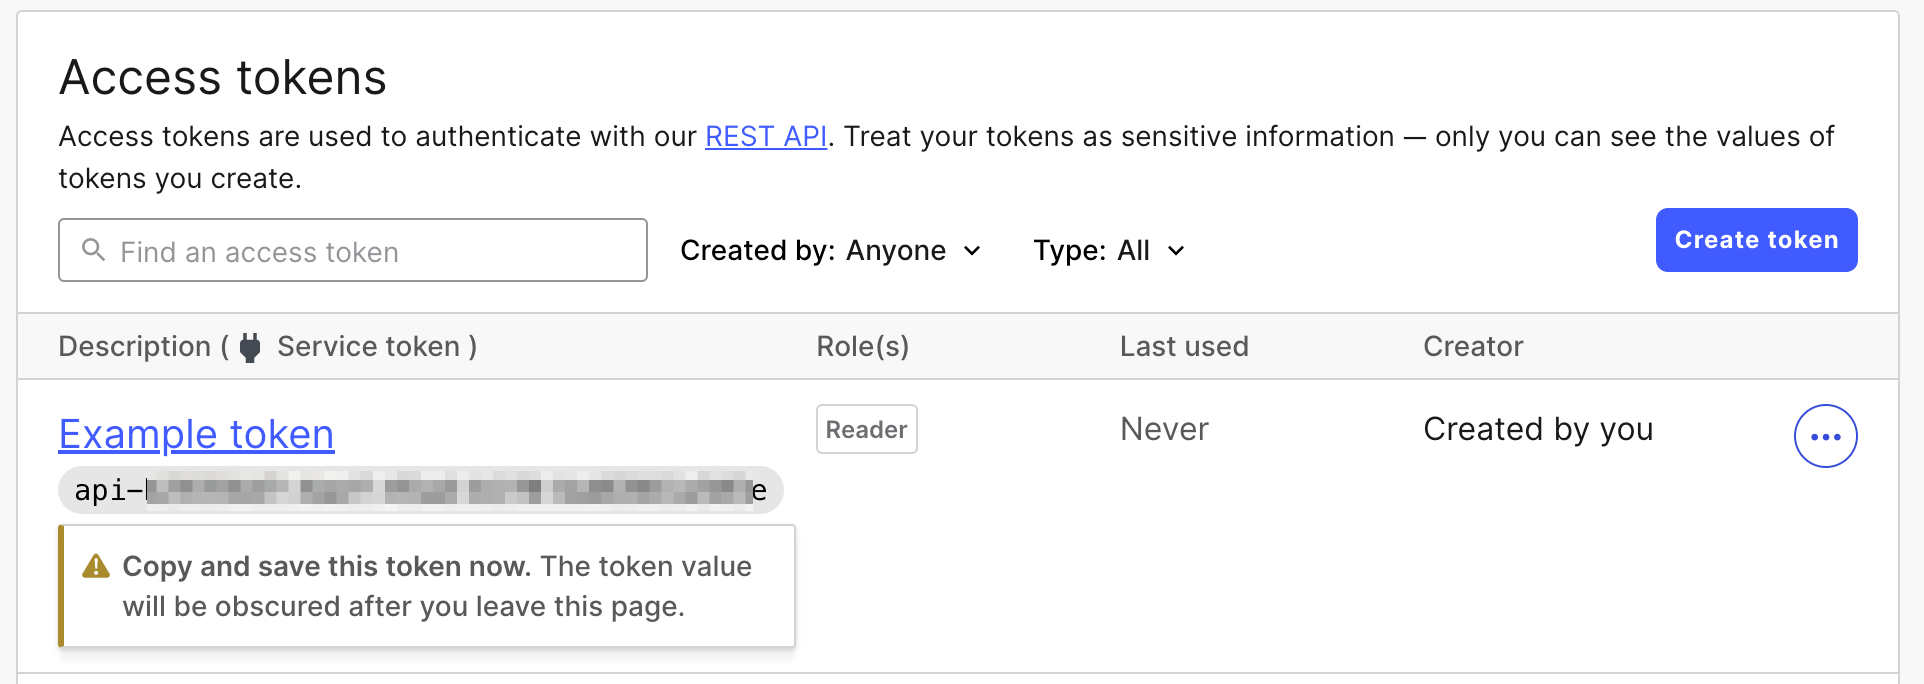 Access tokens
Access tokens are used to authenticate with our REST API. Treat your tokens as sensitive information — only you can see the values of
tokens you create.
Find an access token
Created by: Anyone
Type: All
Create token
Description ( Service token )
Role(s)
Last used
Creator
Example token
Reader
Never
Created by you
api-
e
Copy and save this token now. The token value
will be obscured after you leave this page.